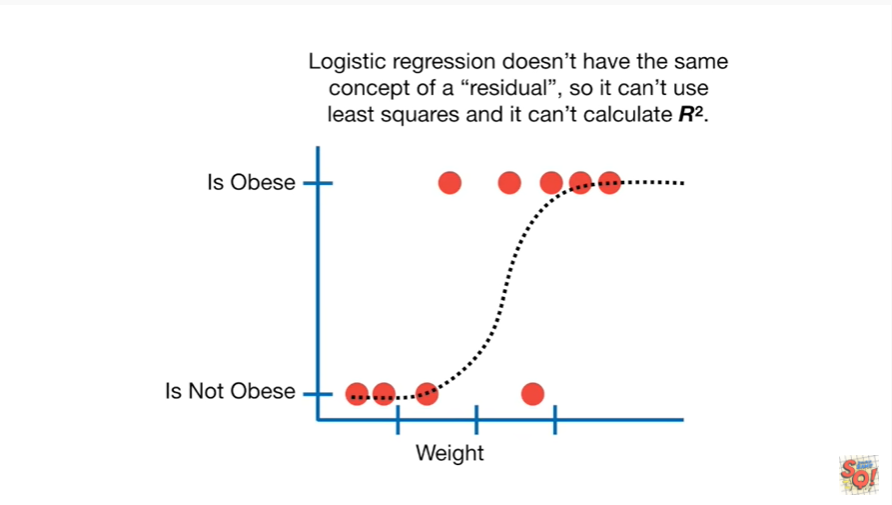 Logistic regression doesn’t have the same
concept of a “residual”, so it can’t use
least squares and it can’t calculate R².
Is Obese
Is Not Obese
Weight